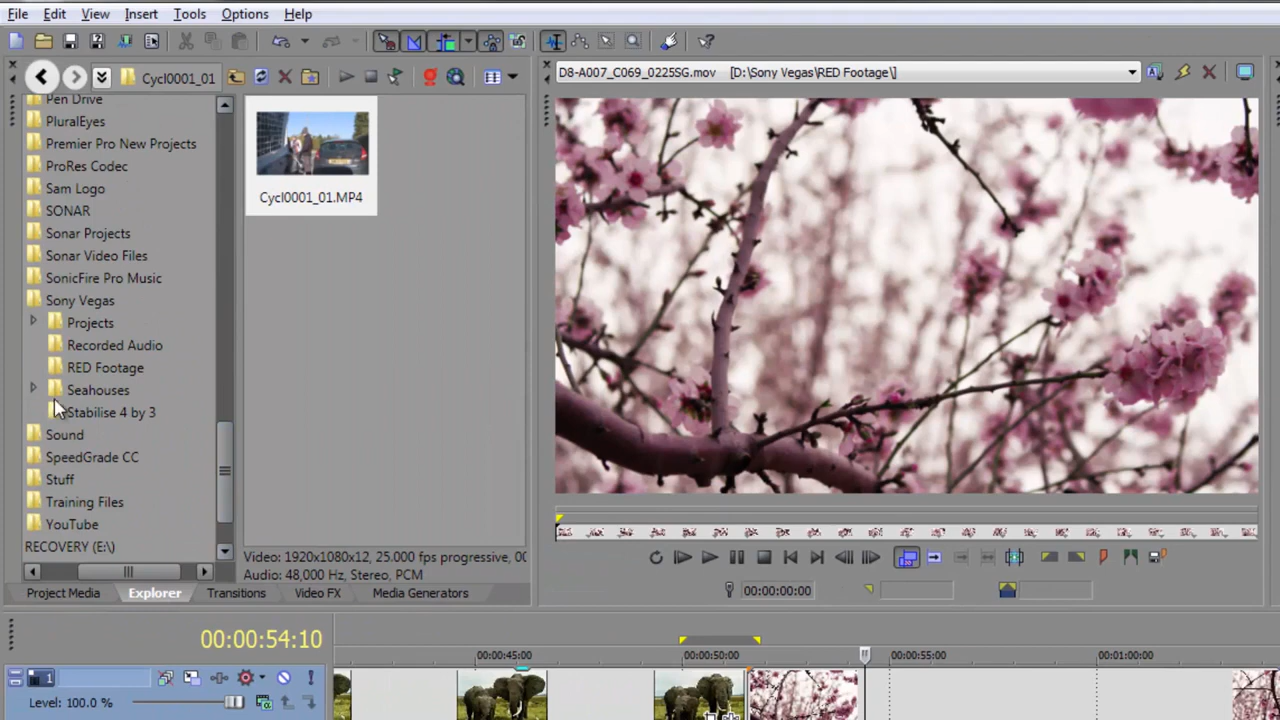 File Edit View Insert Tools Options Help
Cycl0001_01
D8-A007_C069_0225SG.mov [D:\Sony Vegas\RED Footage\]
Pen Drive
PluralEyes
Premier Pro New Projects
ProRes Codec
Sam Logo
SONAR
Sonar Projects
Sonar Video Files
SonicFire Pro Music
Sony Vegas
Projects
Recorded Audio
RED Footage
Seahouses
Stabilise 4 by 3
Sound
SpeedGrade CC
Stuff
Training Files
YouTube
RECOVERY (E:\)
Cycl0001_01.MP4
Video: 1920x1080x12, 25.000 fps progressive, 00
Audio: 48,000 Hz, Stereo, PCM
Project Media Explorer Transitions Video FX Media Generators
00:00:00:00
00:00:54:10
00:00:45:00 00:00:50:00 00:00:55:00 00:01:00:00
1
Level: 100.0 %